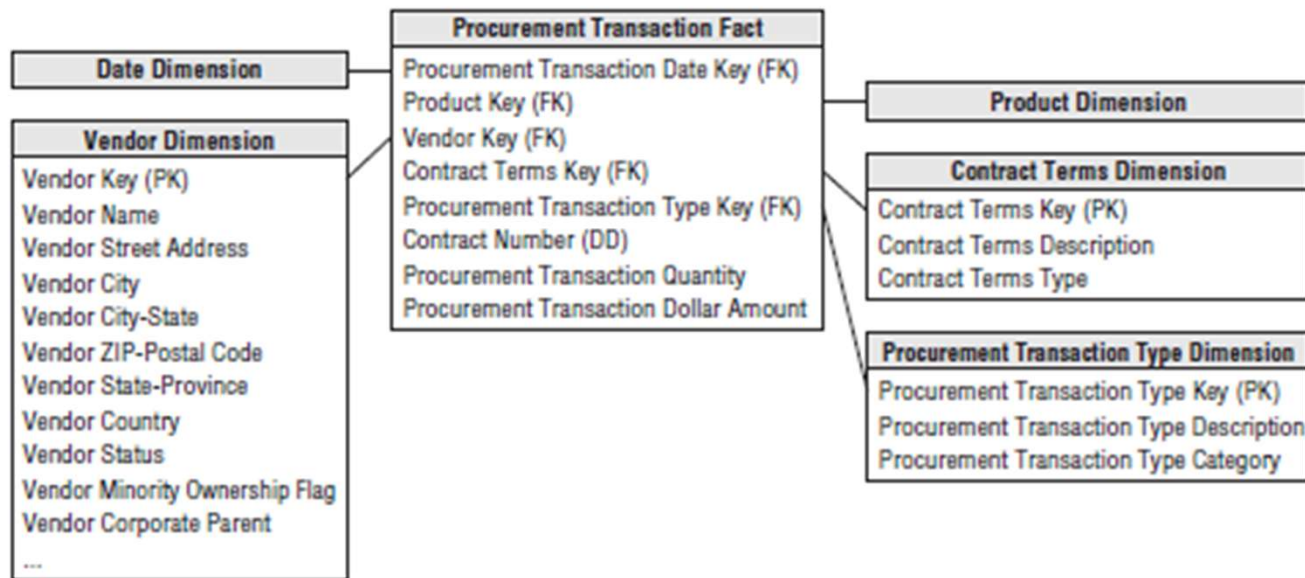 Procurement Transaction Fact
Procurement Transaction Date Key (FK)
Product Key (FK)
Vendor Key (FK)
Contract Terms Key (FK)
Procurement Transaction Type Key (FK)
Contract Number (DD)
Procurement Transaction Quantity
Procurement Transaction Dollar Amount
Date Dimension
Vendor Dimension
Vendor Key (PK)
Vendor Name
Vendor Street Address
Vendor City
Vendor City-State
Vendor ZIP-Postal Code
Vendor State-Province
Vendor Country
Vendor Status
Vendor Minority Ownership Flag
Vendor Corporate Parent
...
Product Dimension
Contract Terms Dimension
Contract Terms Key (PK)
Contract Terms Description
Contract Terms Type
Procurement Transaction Type Dimension
Procurement Transaction Type Key (PK)
Procurement Transaction Type Description
Procurement Transaction Type Category